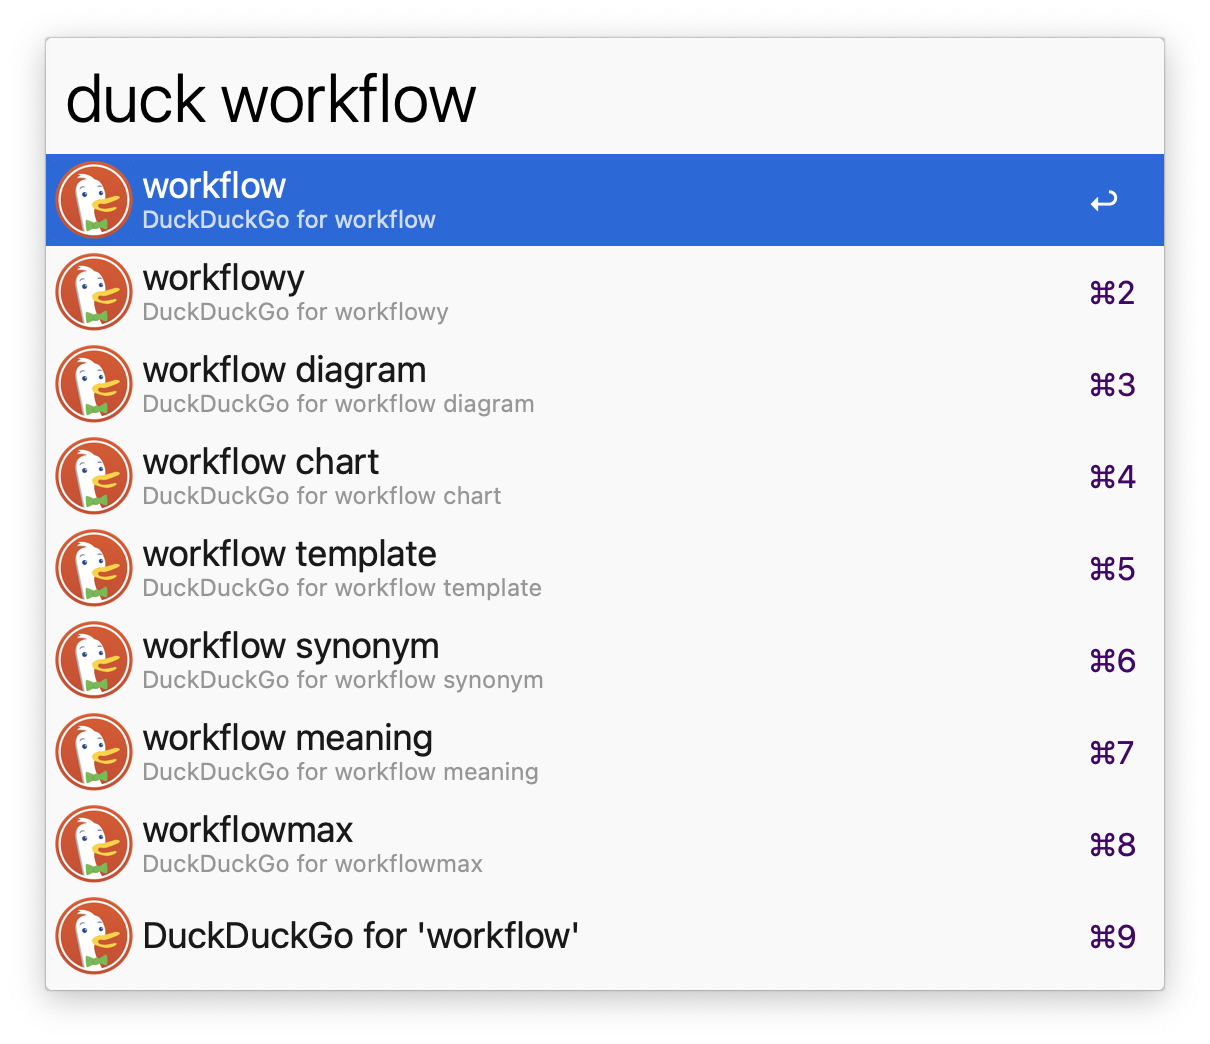 duck workflow
workflow
DuckDuckGo for workflow
↩
workflowy
DuckDuckGo for workflowy
⌘2
workflow diagram
DuckDuckGo for workflow diagram
⌘3
workflow chart
DuckDuckGo for workflow chart
⌘4
workflow template
DuckDuckGo for workflow template
⌘5
workflow synonym
DuckDuckGo for workflow synonym
⌘6
workflow meaning
DuckDuckGo for workflow meaning
⌘7
workflowmax
DuckDuckGo for workflowmax
⌘8
DuckDuckGo for 'workflow'
⌘9